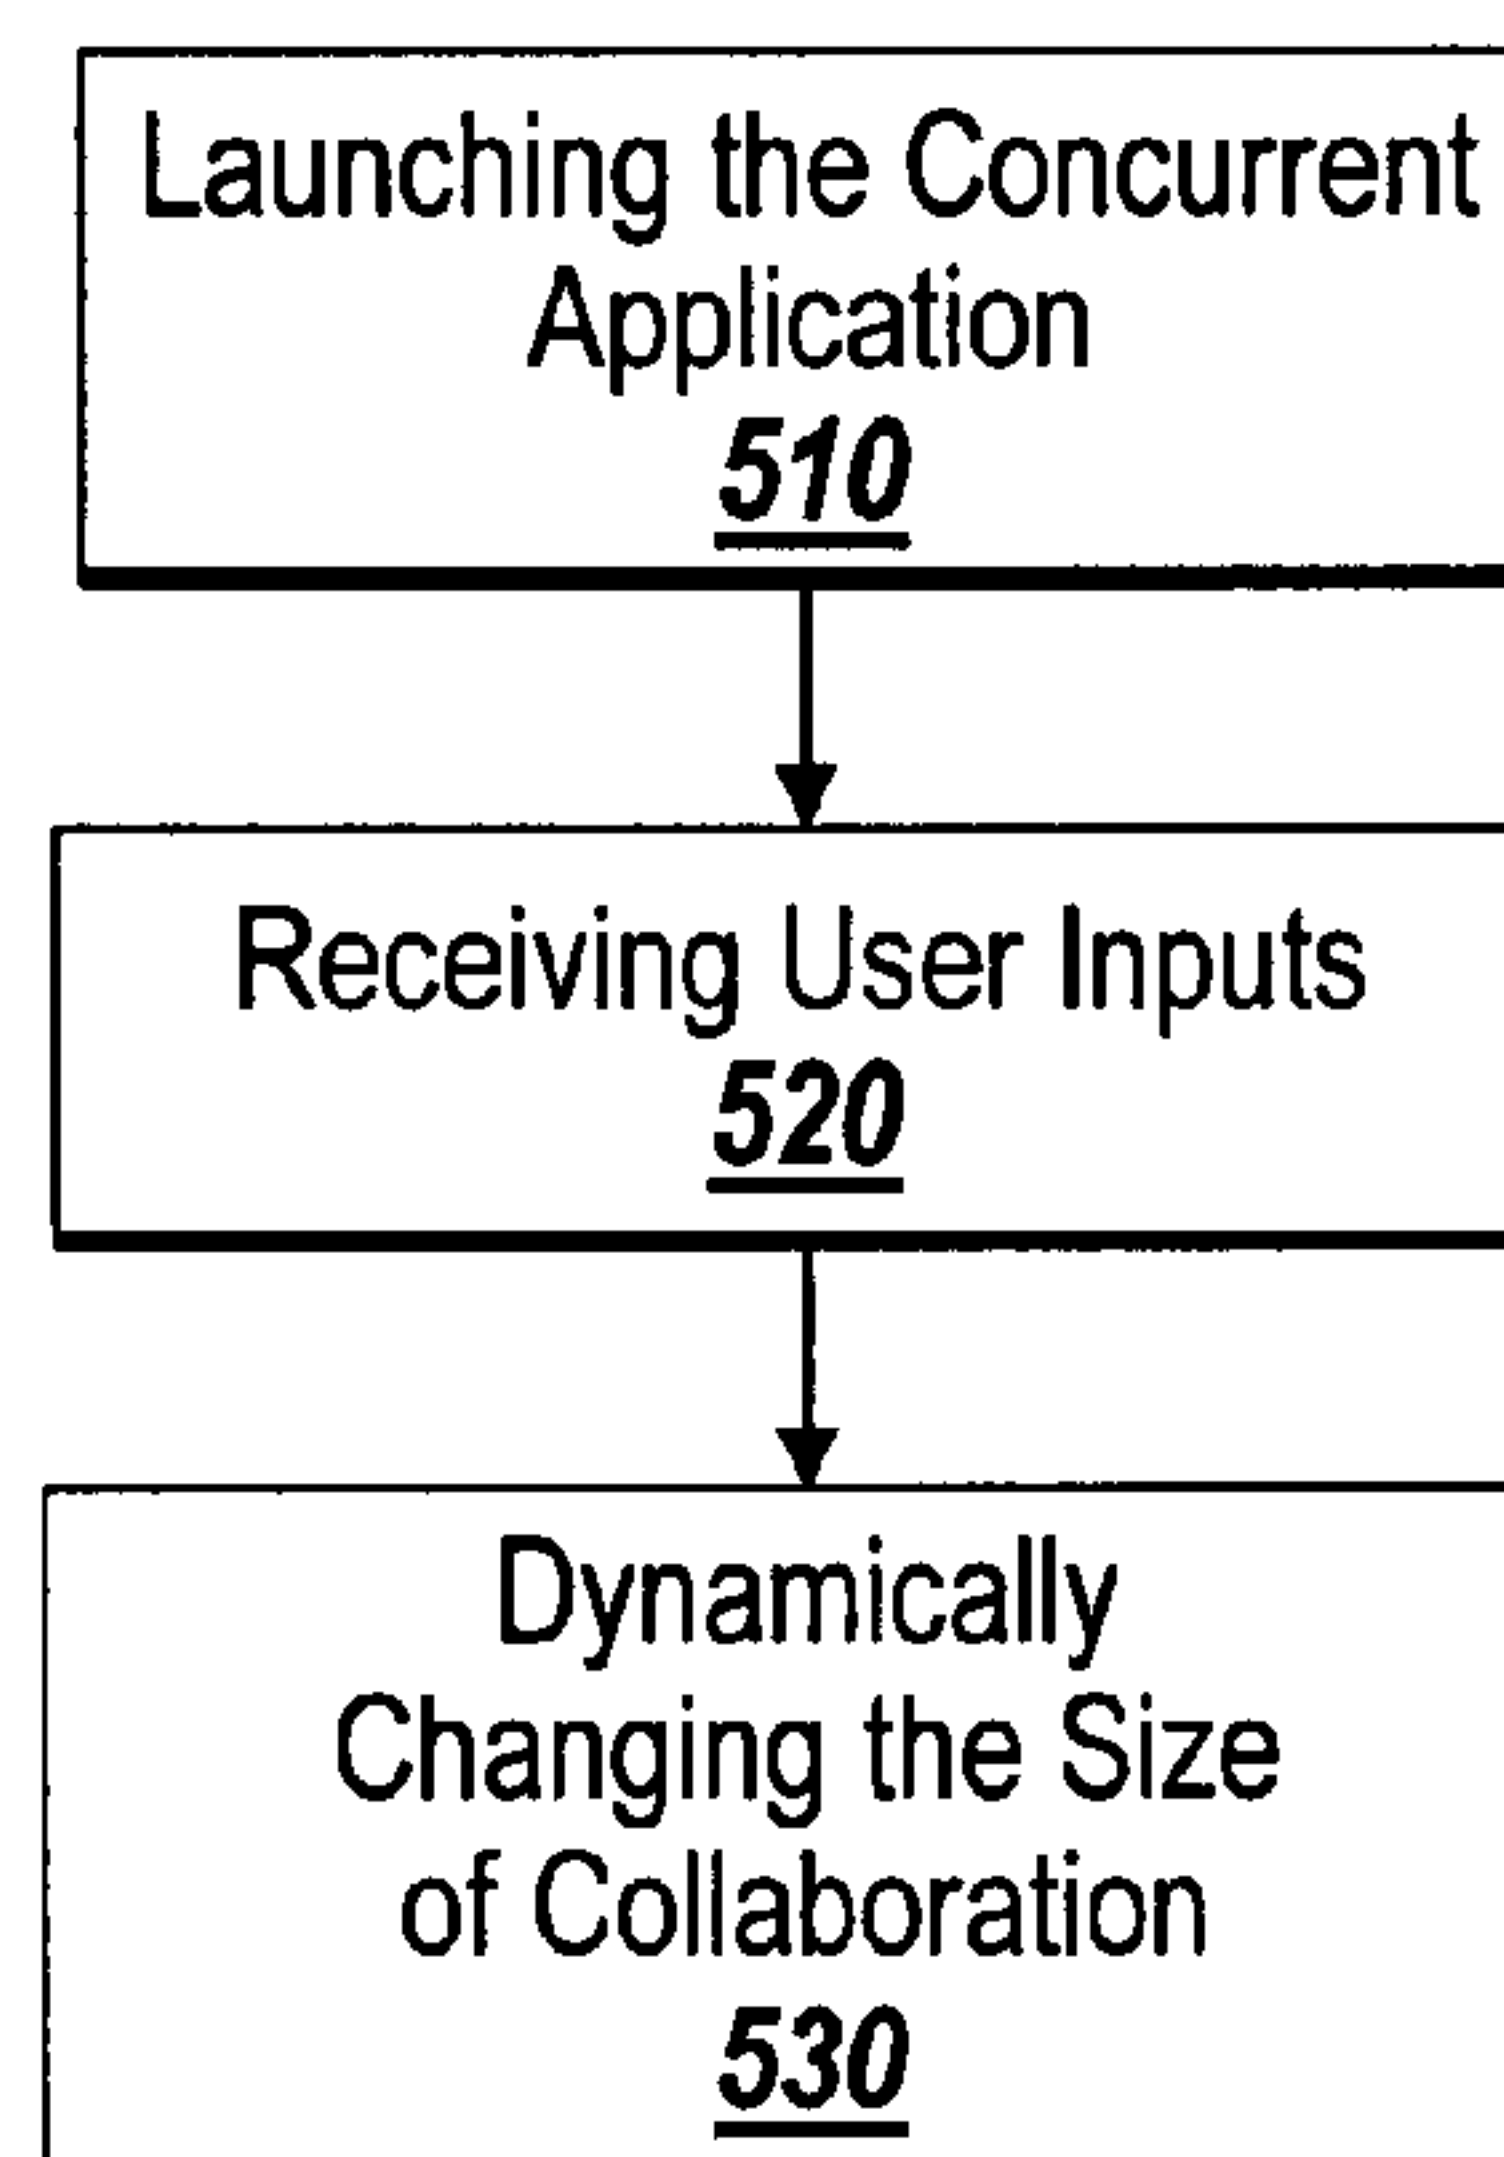 Launching the Concurrent
Application
510
Receiving User Inputs
520
Dynamically
Changing the Size
of Collaboration
530